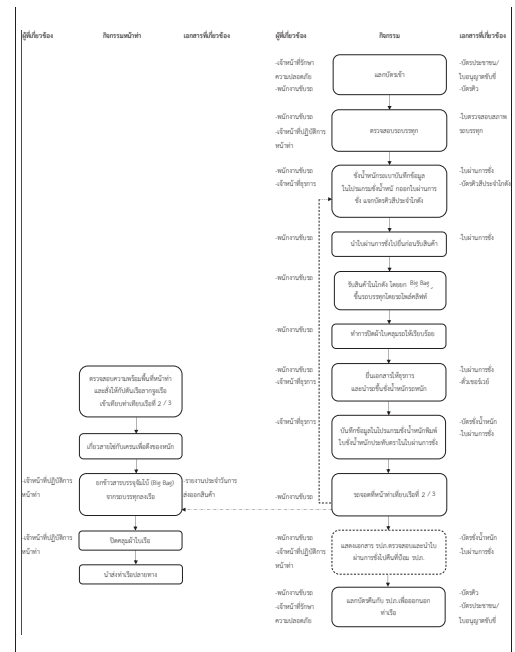 ผู้ที่เกี่ยวข้อง
กิจกรรมหน้าท่า
เอกสารที่เกี่ยวข้อง
ตรวจสอบความพร้อมพื้นที่หน้าท่า
และสั่งให้กัปตันเรือลากจูงเรือ
เข้าเทียบท่าเทียบเรือที่ 2 / 3
เกี่ยวสายโซ่กับเครนเพื่อดึงของหนัก
-เจ้าหน้าที่ปฏิบัติการ
หน้าท่า
ยกข้าวสารบรรจุจัมโบ้ (Big Bag)
จากรถบรรทุกลงเรือ
-รายงานประจำวันการ
ส่งออกสินค้า
-เจ้าหน้าที่ปฏิบัติการ
หน้าท่า
ปิดคลุมผ้าใบเรือ
นำส่งท่าเรือปลายทาง
ผู้ที่เกี่ยวข้อง
กิจกรรม
เอกสารที่เกี่ยวข้อง
-เจ้าหน้าที่รักษา
ความปลอดภัย
-พนักงานขับรถ
แลกบัตรเข้า
-บัตรประชาชน/
ใบอนุญาตขับขี่
-บัตรคิว
-พนักงานขับรถ
-เจ้าหน้าที่ปฏิบัติการ
หน้าท่า
ตรวจสอบรถบรรทุก
-ใบตรวจสอบสภาพ
รถบรรทุก
-พนักงานขับรถ
-เจ้าหน้าที่ธุรการ
ชั่งน้ำหนักรถเบาบันทึกข้อมูล
ในโปรแกรมชั่งน้ำหนั กออกใบผ่านการ
ชั่ง แจกบัตรคิวสีประจำโกดัง
-ใบผ่านการชั่ง
-บัตรคิวสีประจำโกดัง
-พนักงานขับรถ
นำใบผ่านการชั่งไปยื่นก่อนรับสินค้า
-ใบผ่านการชั่ง
-พนักงานขับรถ
รับสินค้าในโกดัง โดยยก Big Bag
ขึ้นรถบรรทุกโดยรถโฟล์คลิฟท์
-พนักงานขับรถ
ทำการปิดผ้าใบคลุมรถให้เรียบร้อย
-พนักงานขับรถ
-เจ้าหน้าที่ธุรการ
ยื่นเอกสารให้ธุรการ
และนำรถขึ้นชั่งน้ำหนักรถหนัก
-ใบผ่านการชั่ง
-ตั๋วเซอร์เวย์
-เจ้าหน้าที่ธุรการ
บันทึกข้อมูลในโปรแกรมชั่งน้ำหนักพิมพ์
ใบชั่งน้ำหนักประทับตราในใบผ่านการชั่ง
-บัตรชั่งน้ำหนัก
-ใบผ่านการชั่ง
-พนักงานขับรถ
รถจอดที่หน้าท่าเทียบเรือที่ 2 / 3
-พนักงานขับรถ
-เจ้าหน้าที่ปฏิบัติการ
หน้าท่า
แสดงเอกสาร รปภ.ตรวจสอบและนำใบ
ผ่านการชั่งไปคืนที่ป้อม รปภ.
-บัตรชั่งน้ำหนัก
-ใบผ่านการชั่ง
-พนักงานขับรถ
-เจ้าหน้าที่รักษา
ความปลอดภัย
แลกบัตรคืนกับ รปภ.เพื่อออกนอก
ท่าเรือ
-บัตรคิว
-บัตรประชาชน/
ใบอนุญาตขับขี่